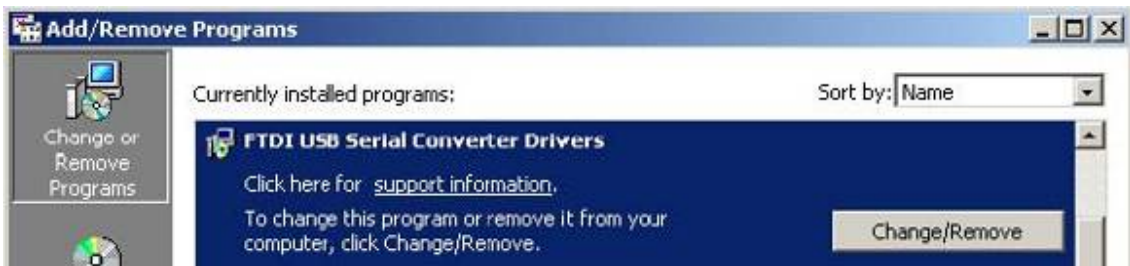 Add/Remove Programs
Change or
Remove
Programs
Currently installed programs:
Sort by: Name
FTDI USB Serial Converter Drivers
Click here for support information.
To change this program or remove it from your
computer, click Change/Remove.
Change/Remove